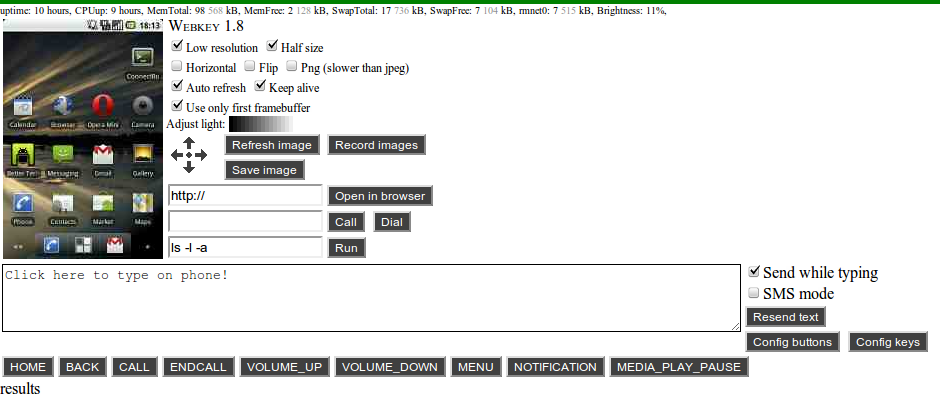 uptime: 10 hours, CPUup: 9 hours, MemTotal: 98 568 kB, MemFree: 2 128 kB, SwapTotal: 17 736 kB, SwapFree: 7 104 kB, rmnet0: 7 515 kB, Brightness: 11%,
18:13
ConnectBo
Calendar Browser Opera Mini Camera
Better Ter Messaging Gmail Gallery
Phone Contacts Market Maps
WEBKEY 1.8
Low resolution Half size
Horizontal Flip Png (slower than jpeg)
Auto refresh Keep alive
Use only first framebuffer
Adjust light:
Refresh image Record images
Save image
http:// Open in browser
Call Dial
ls -l -a Run
Click here to type on phone!
Send while typing
SMS mode
Resend text
Config buttons Config keys
HOME BACK CALL ENDCALL VOLUME_UP VOLUME_DOWN MENU NOTIFICATION MEDIA_PLAY_PAUSE
results